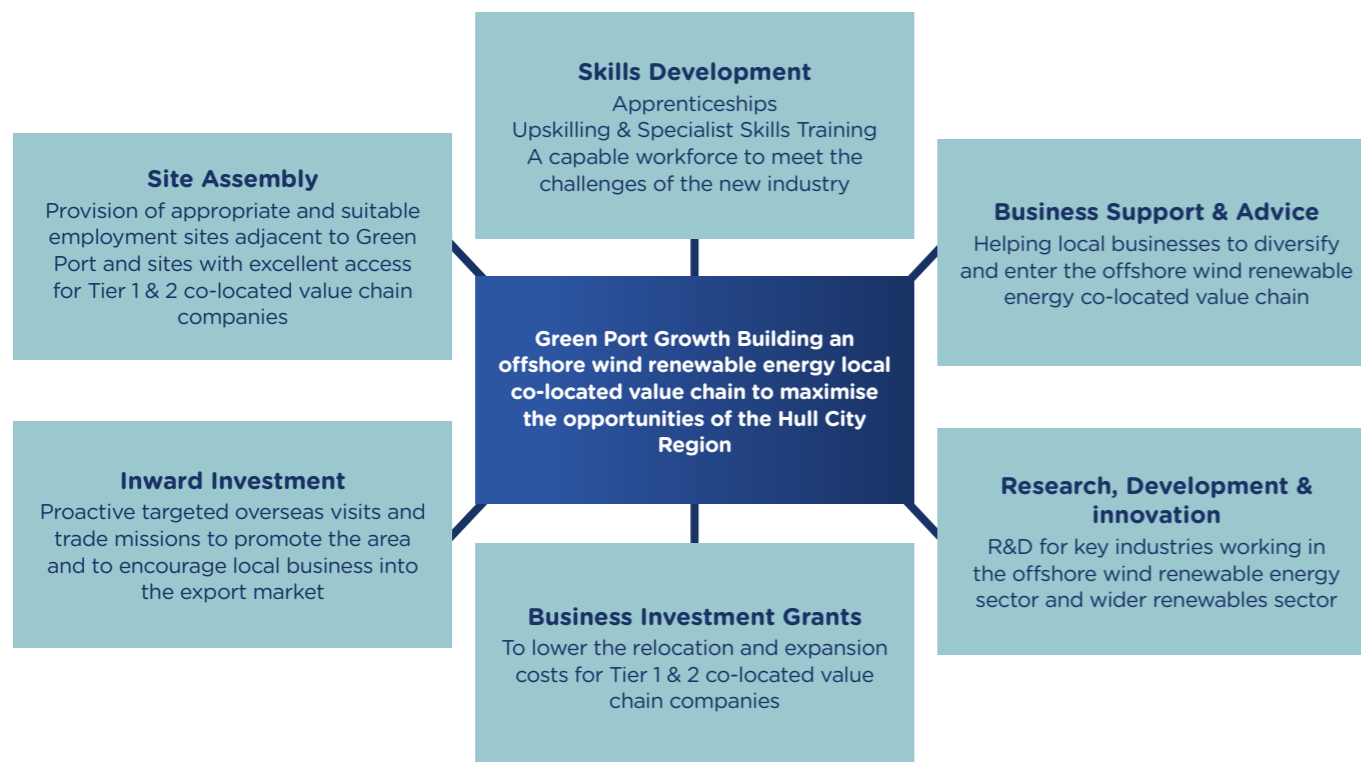 Skills Development
Apprenticeships
Upskilling & Specialist Skills Training
A capable workforce to meet the
challenges of the new industry
Site Assembly
Provision of appropriate and suitable
employment sites adjacent to Green
Port and sites with excellent access
for Tier 1 & 2 co-located value chain
companies
Business Support & Advice
Helping local businesses to diversify
and enter the offshore wind renewable
energy co-located value chain
Green Port Growth Building an
offshore wind renewable energy local
co-located value chain to maximise
the opportunities of the Hull City
Region
Inward Investment
Proactive targeted overseas visits and
trade missions to promote the area
and to encourage local business into
the export market
Research, Development &
innovation
R&D for key industries working in
the offshore wind renewable energy
sector and wider renewables sector
Business Investment Grants
To lower the relocation and expansion
costs for Tier 1 & 2 co-located value
chain companies